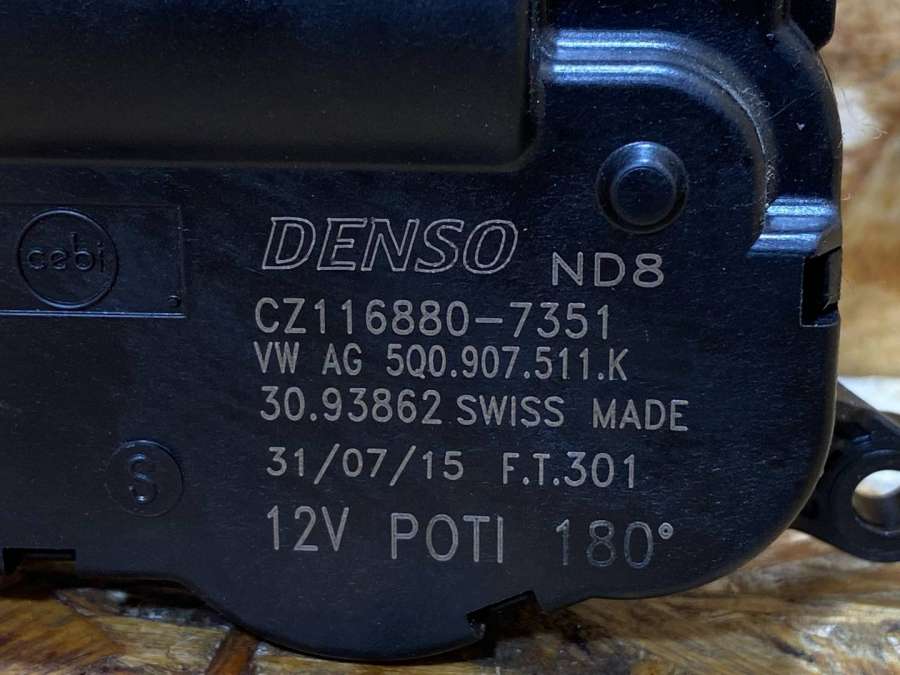 cebi
DENSO ND8
CZ116880-7351
VW AG 5Q0.907.511.K
30.93862 SWISS MADE
31/07/15 F.T.301
S
12V POTI 180°